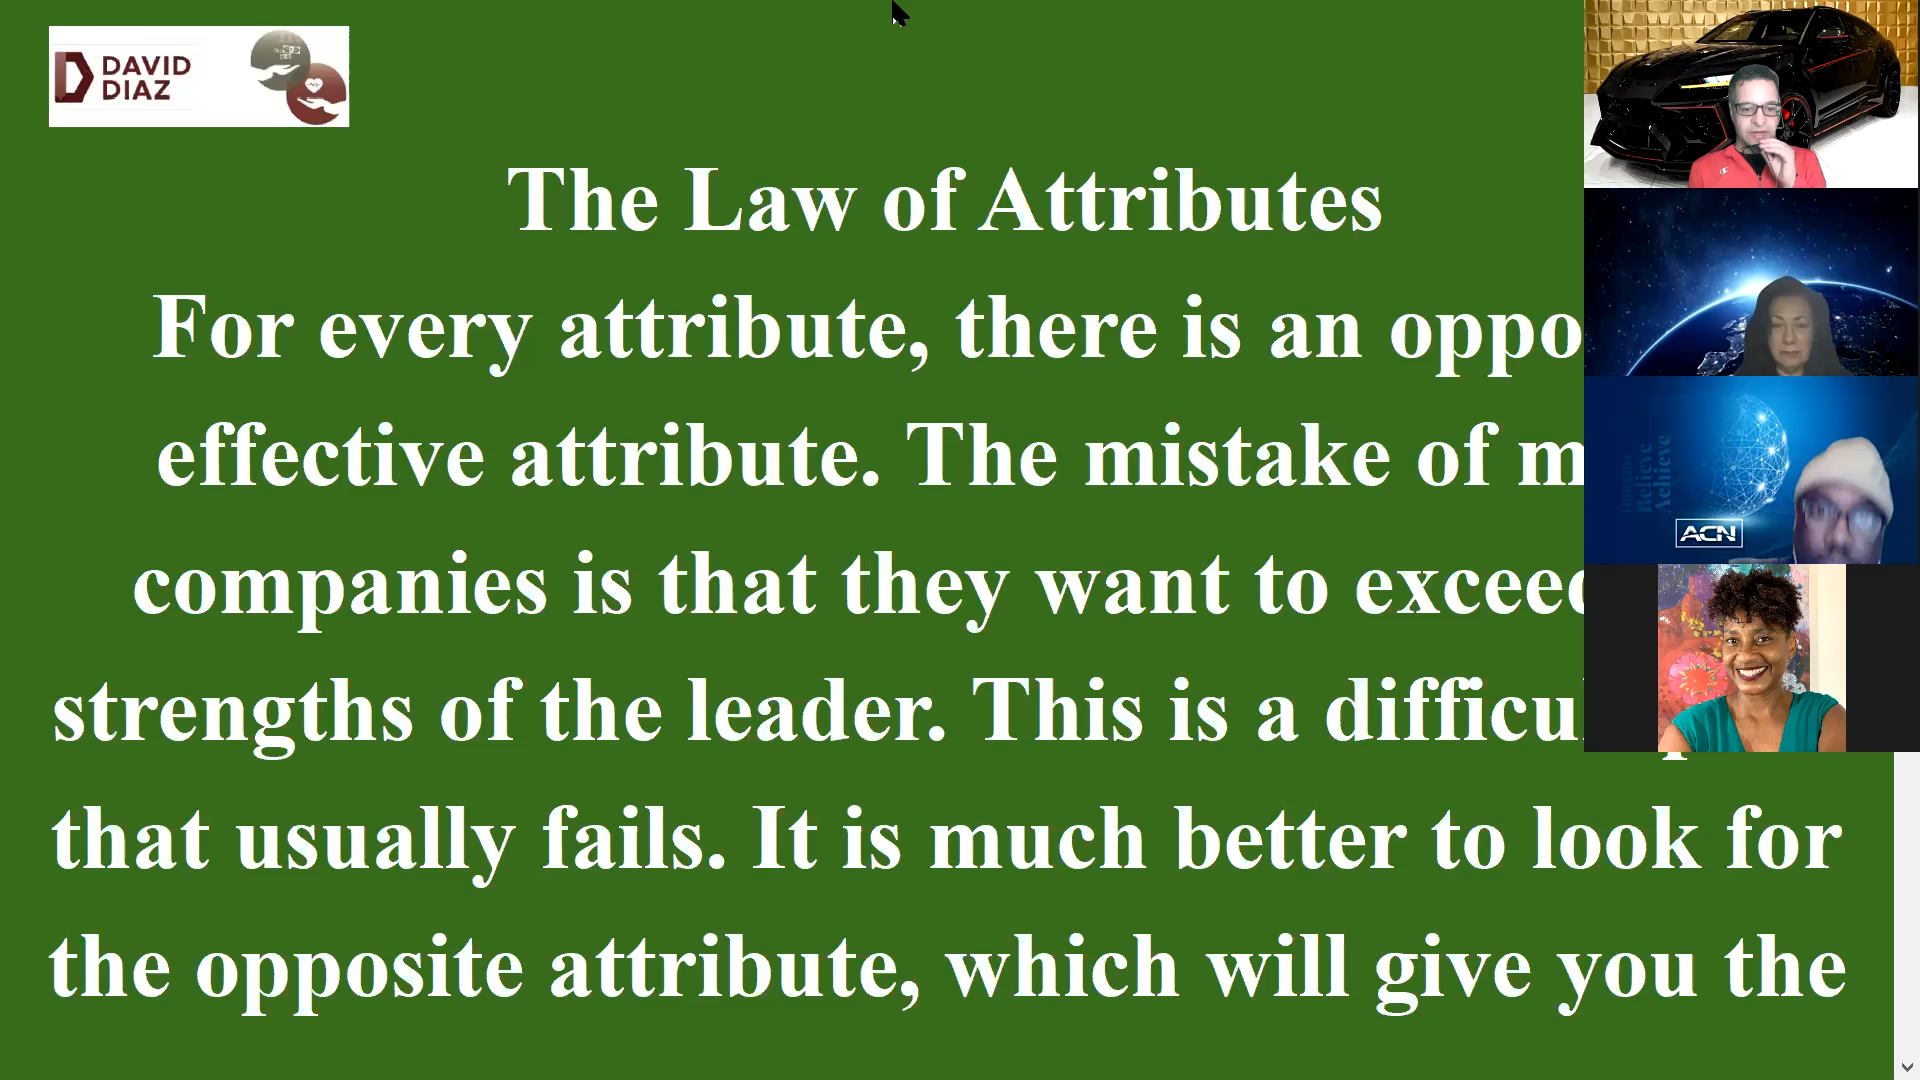 DAVID
DIAZ
The Law of Attributes
For every attribute, there is an oppo
effective attribute. The mistake of m
companies is that they want to exceed
strengths of the leader. This is a difficul
that usually fails. It is much better to look for
the opposite attribute, which will give you the
Believe
Achieve
ACN